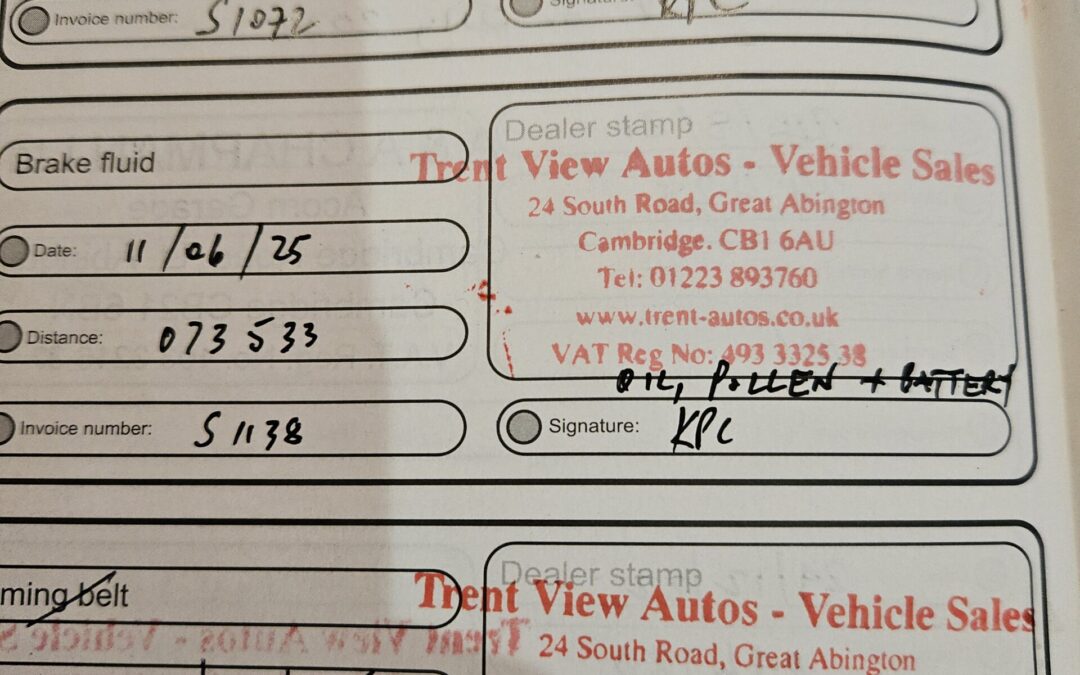 Invoice number: S1072
Brake fluid
Date: 11/06/25
Distance: 073533
Invoice number: S1138
Dealer stamp
Trent View Autos - Vehicle Sales
24 South Road, Great Abington
Cambridge. CB1 6AU
Tel: 01223 893760
www.trent-autos.co.uk
VAT Reg No: 493 3325 38
OIL, POLLEN + BATTERY
Signature: KPC
ming belt
Dealer stamp
Trent View Autos - Vehicle Sales
24 South Road, Great Abington